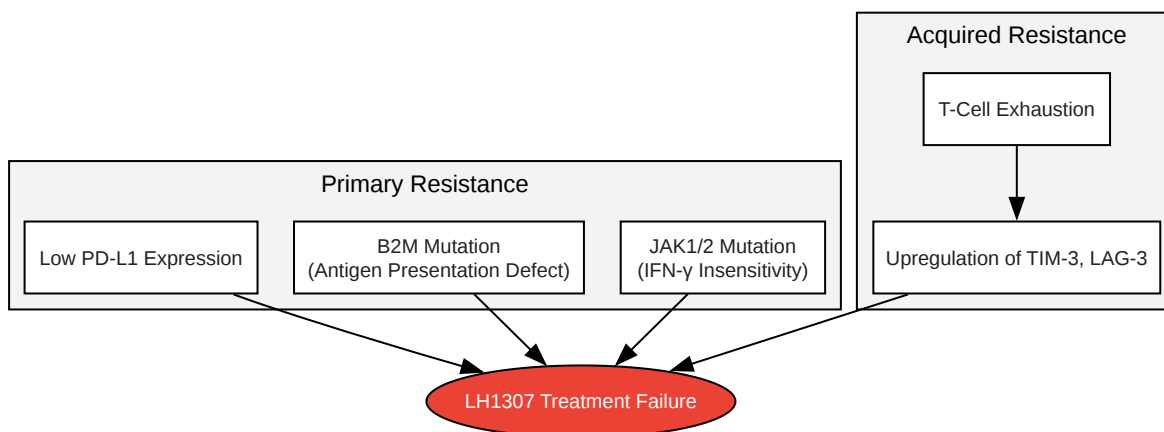 Acquired Resistance
T-Cell Exhaustion
Primary Resistance
Low PD-L1 Expression
B2M Mutation
(Antigen Presentation Defect)
JAK1/2 Mutation
(IFN-γ Insensitivity)
Upregulation of TIM-3, LAG-3
LH1307 Treatment Failure